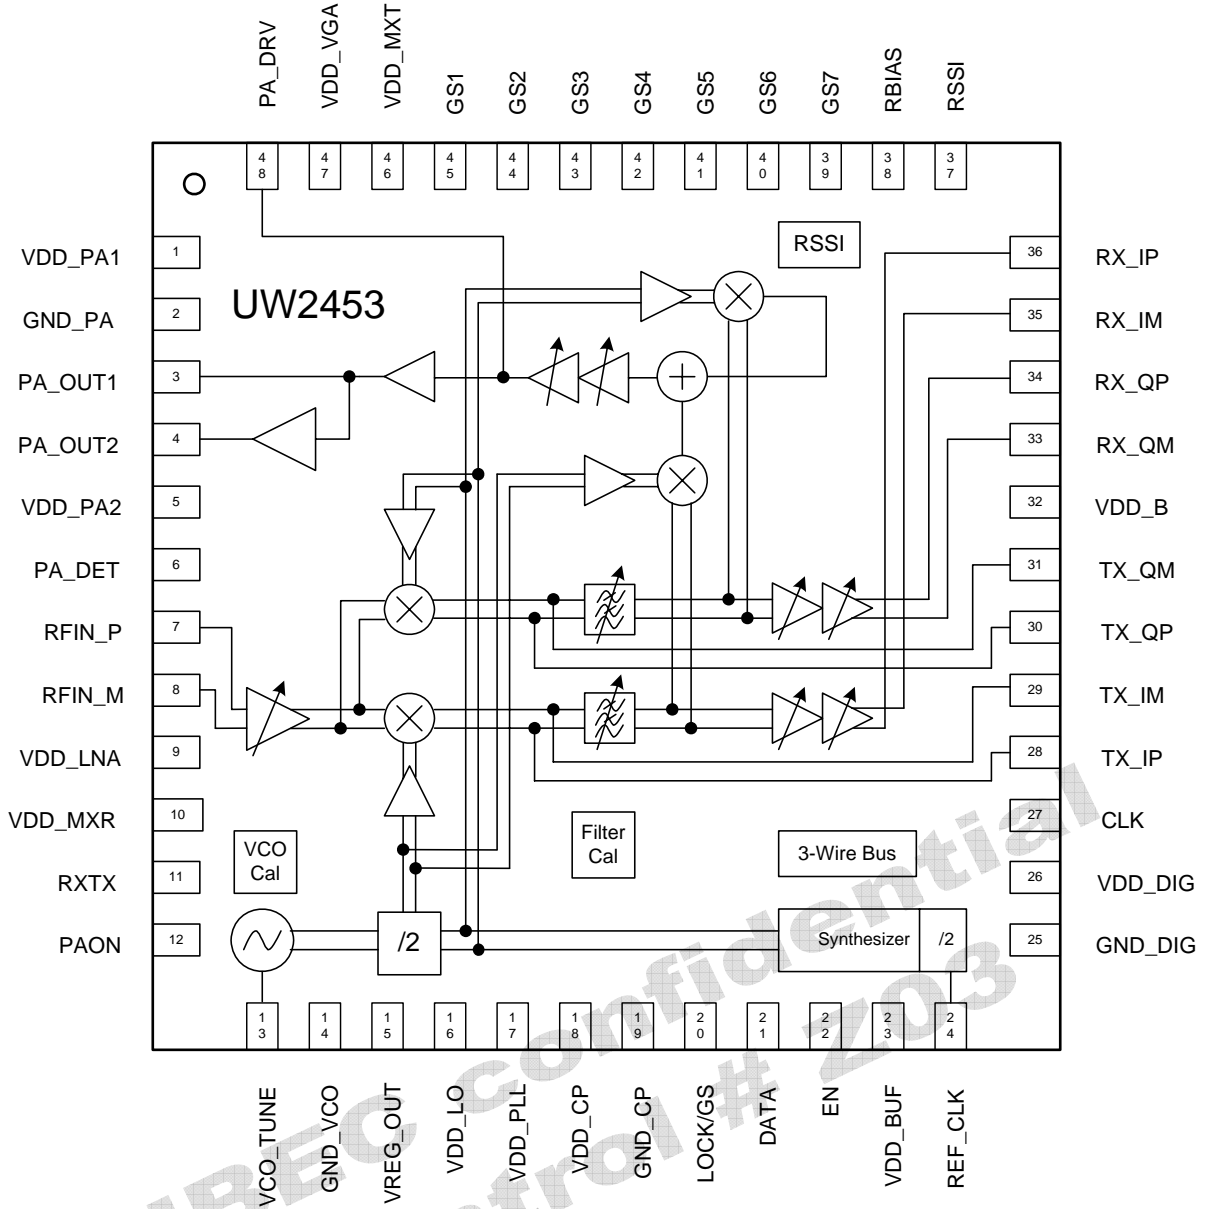 PA_DRV
VDD_VGA
VDD_MXT
GS1
GS2
GS3
GS4
GS5
GS6
GS7
RBIAS
RSSI
48
47
46
45
44
43
42
41
40
39
38
37
VDD_PA1
1
RSSI
36
RX_IP
UW2453
GND_PA
2
35
RX_IM
PA_OUT1
3
34
RX_QP
PA_OUT2
4
33
RX_QM
VDD_PA2
5
32
VDD_B
PA_DET
6
31
TX_QM
RFIN_P
7
30
TX_QP
RFIN_M
8
29
TX_IM
VDD_LNA
9
28
TX_IP
VDD_MXR
10
27
CLK
VCO
Cal
Filter
Cal
3-Wire Bus
RXTX
11
26
VDD_DIG
PAON
12
/2
Synthesizer
/2
25
GND_DIG
13
14
15
16
17
18
19
20
21
22
23
24
VCO_TUNE
GND_VCO
VREG_OUT
VDD_LO
VDD_PLL
VDD_CP
GND_CP
LOCK/GS
DATA
EN
VDD_BUF
REF_CLK
UBEC confidential
control # Z03